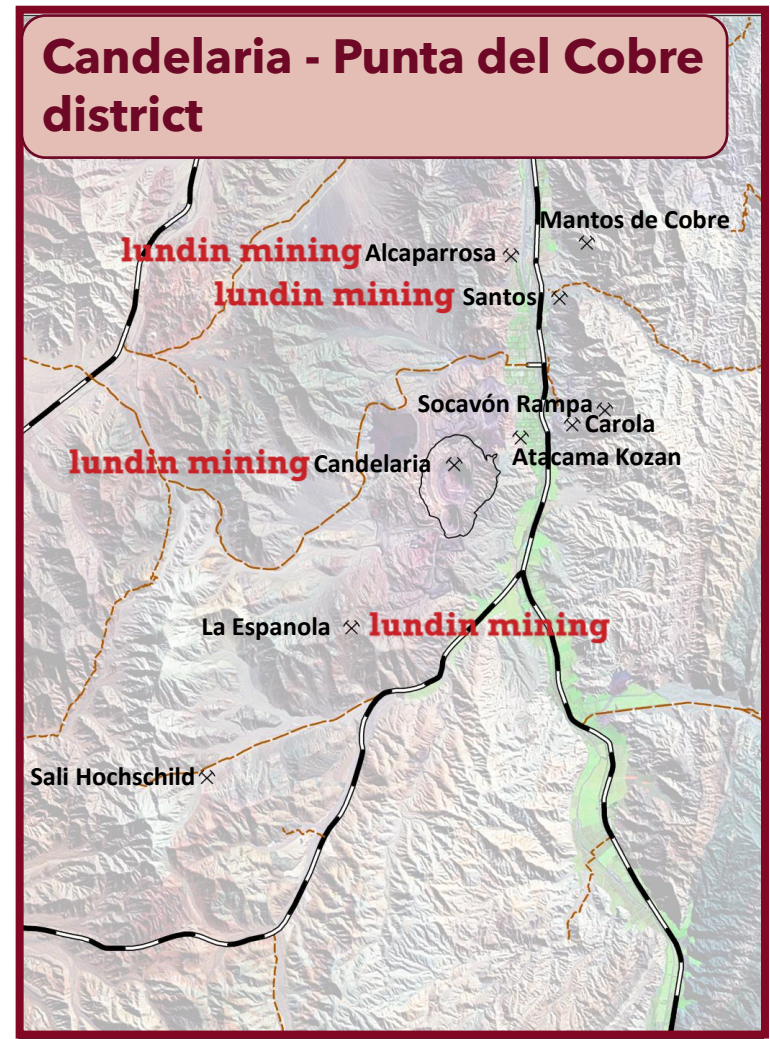 Candelaria - Punta del Cobre
district
Mantos de Cobre
lundin mining Alcaparrosa
lundin mining Santos
Socavón Rampa
Carola
Atacama Kozan
lundin mining Candelaria
La Espanola lundin mining
Sali Hochschild